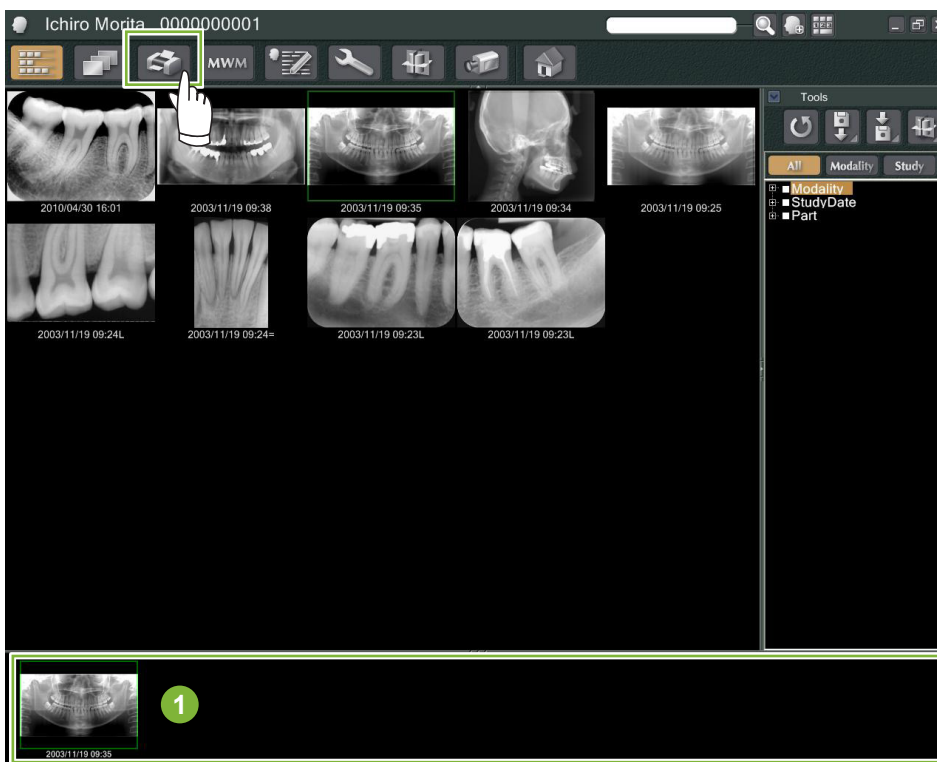 Ichiro Morita 0000000001
MWM
Tools
All Modality Study
Modality
StudyDate
Part
2010/04/30 16:01 2003/11/19 09:38 2003/11/19 09:35 2003/11/19 09:34 2003/11/19 09:25
2003/11/19 09:24L 2003/11/19 09:24= 2003/11/19 09:23L 2003/11/19 09:23L
1
2003/11/19 09:35